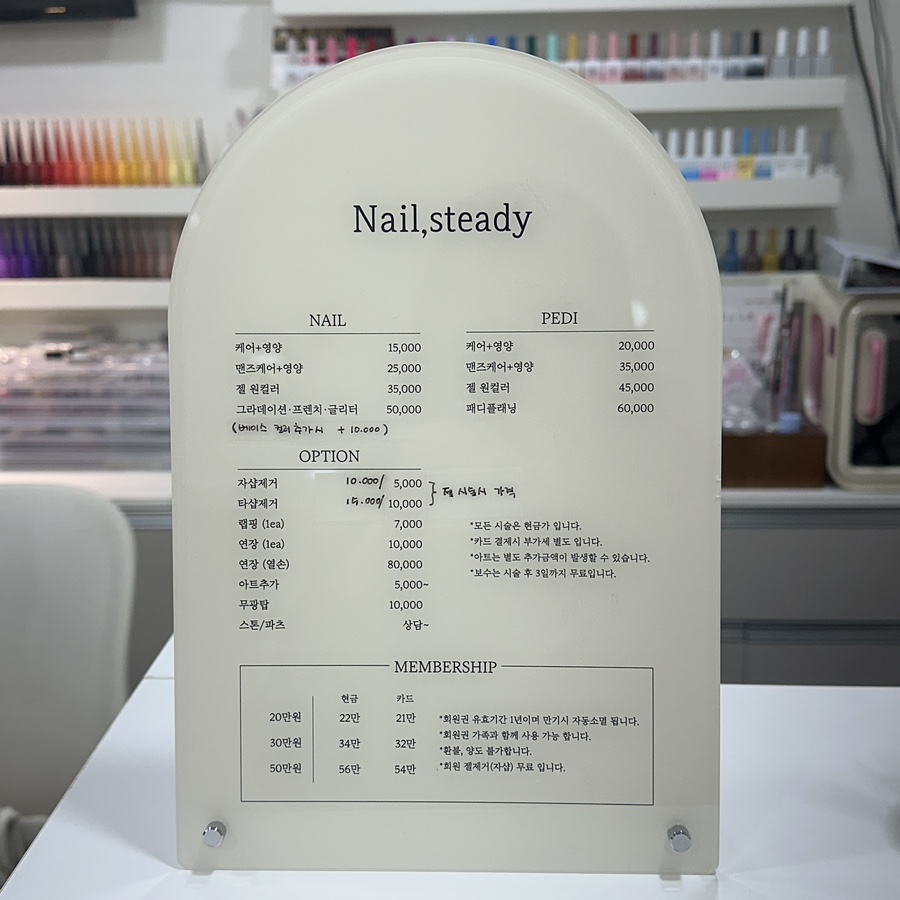 Nail,steady
NAIL
케어+영양 15,000
맨즈케어+영양 25,000
젤 원컬러 35,000
그라데이션·프렌치·글리터 50,000
(베이스 컬러 추가시 + 10.000)
PEDI
케어+영양 20,000
맨즈케어+영양 35,000
젤 원컬러 45,000
패디플래닝 60,000
OPTION
자샵제거 10.000/ 5,000
타샵제거 15.000/ 10,000
} 젤 시술시 가격
랩핑 (1ea) 7,000
연장 (1ea) 10,000
연장 (열손) 80,000
아트추가 5,000~
무광탑 10,000
스톤/파츠 상담~
*모든 시술은 현금가 입니다.
*카드 결제시 부가세 별도 입니다.
*아트는 별도 추가금액이 발생할 수 있습니다.
*보수는 시술 후 3일까지 무료입니다.
MEMBERSHIP
현금 카드
20만원 22만 21만
30만원 34만 32만
50만원 56만 54만
*회원권 유효기간 1년이며 만기시 자동소멸 됩니다.
*회원권 가족과 함께 사용 가능 합니다.
*환불, 양도 불가합니다.
*회원 젤제거(자샵) 무료 입니다.